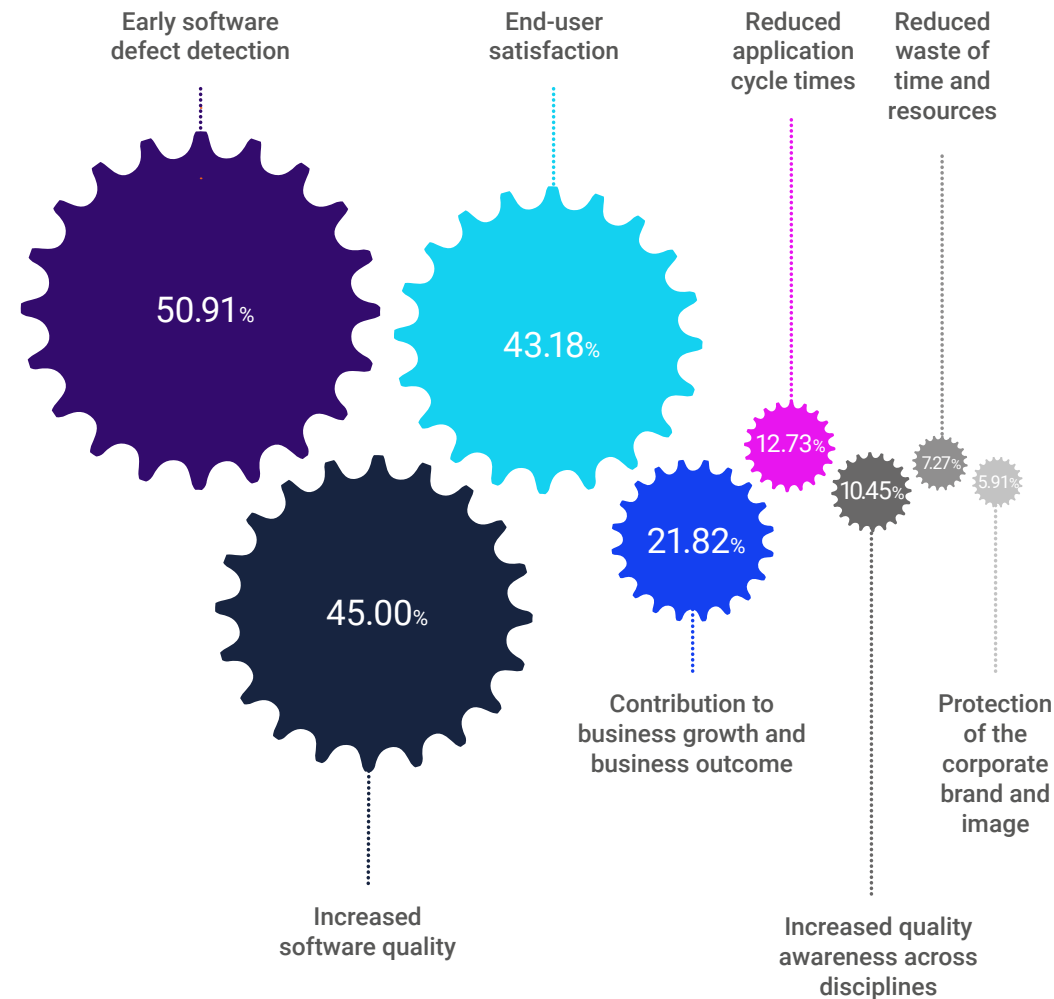 Early software
defect detection
End-user
satisfaction
Reduced
application
cycle times
Reduced
waste of
time and
resources
50.91%
43.18%
12.73%
7.27%
5.91%
10.45%
21.82%
45.00%
Contribution to
business growth and
business outcome
Protection
of the
corporate
brand and
image
Increased
software quality
Increased quality
awareness across
disciplines